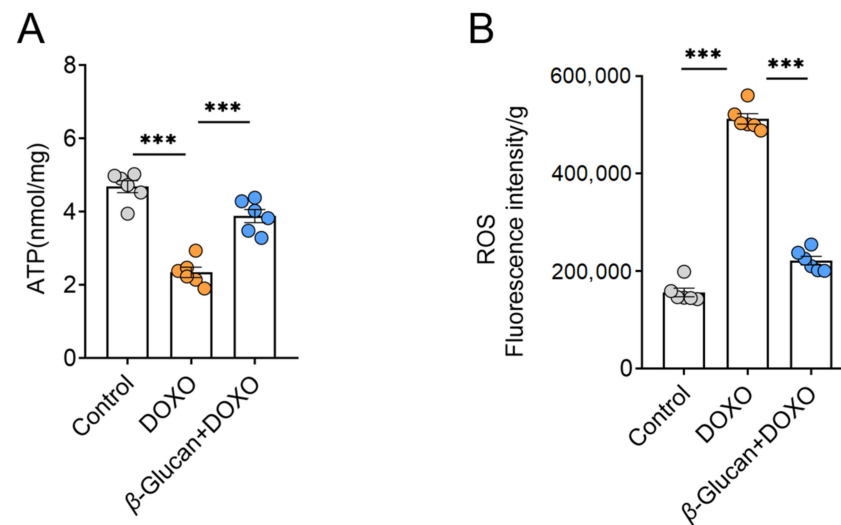 A
8
6
4
2
0
ATP(nmol/mg)
***
***
Control
DOXO
β-Glucan+DOXO
B
600,000
400,000
200,000
0
ROS
Fluorescence intensity/g
***
***
Control
DOXO
β-Glucan+DOXO